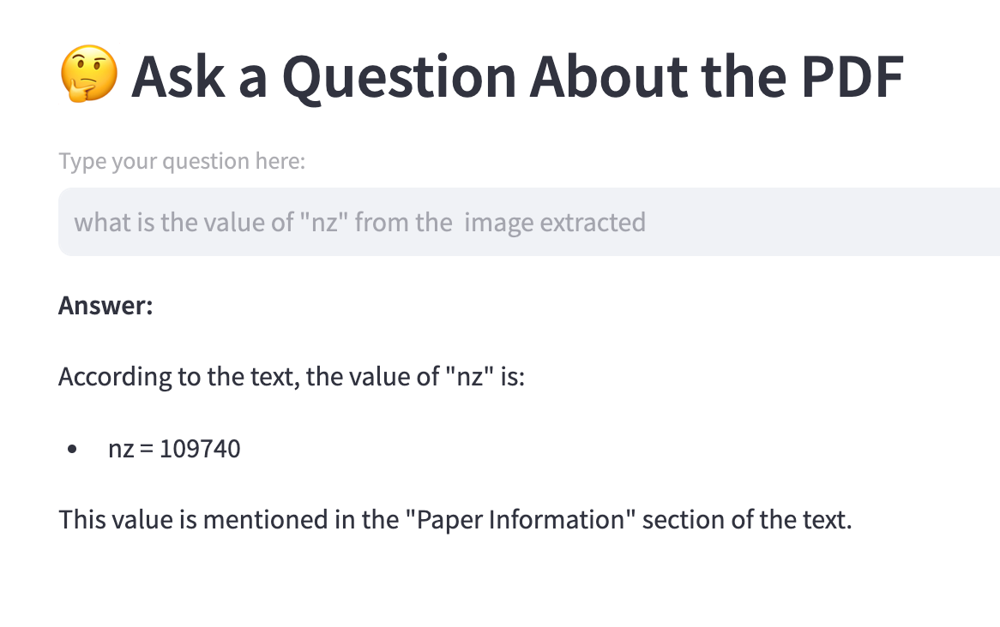 🤔 Ask a Question About the PDF
Type your question here:
what is the value of "nz" from the  image extracted
Answer:
According to the text, the value of "nz" is:
• nz = 109740
This value is mentioned in the "Paper Information" section of the text.